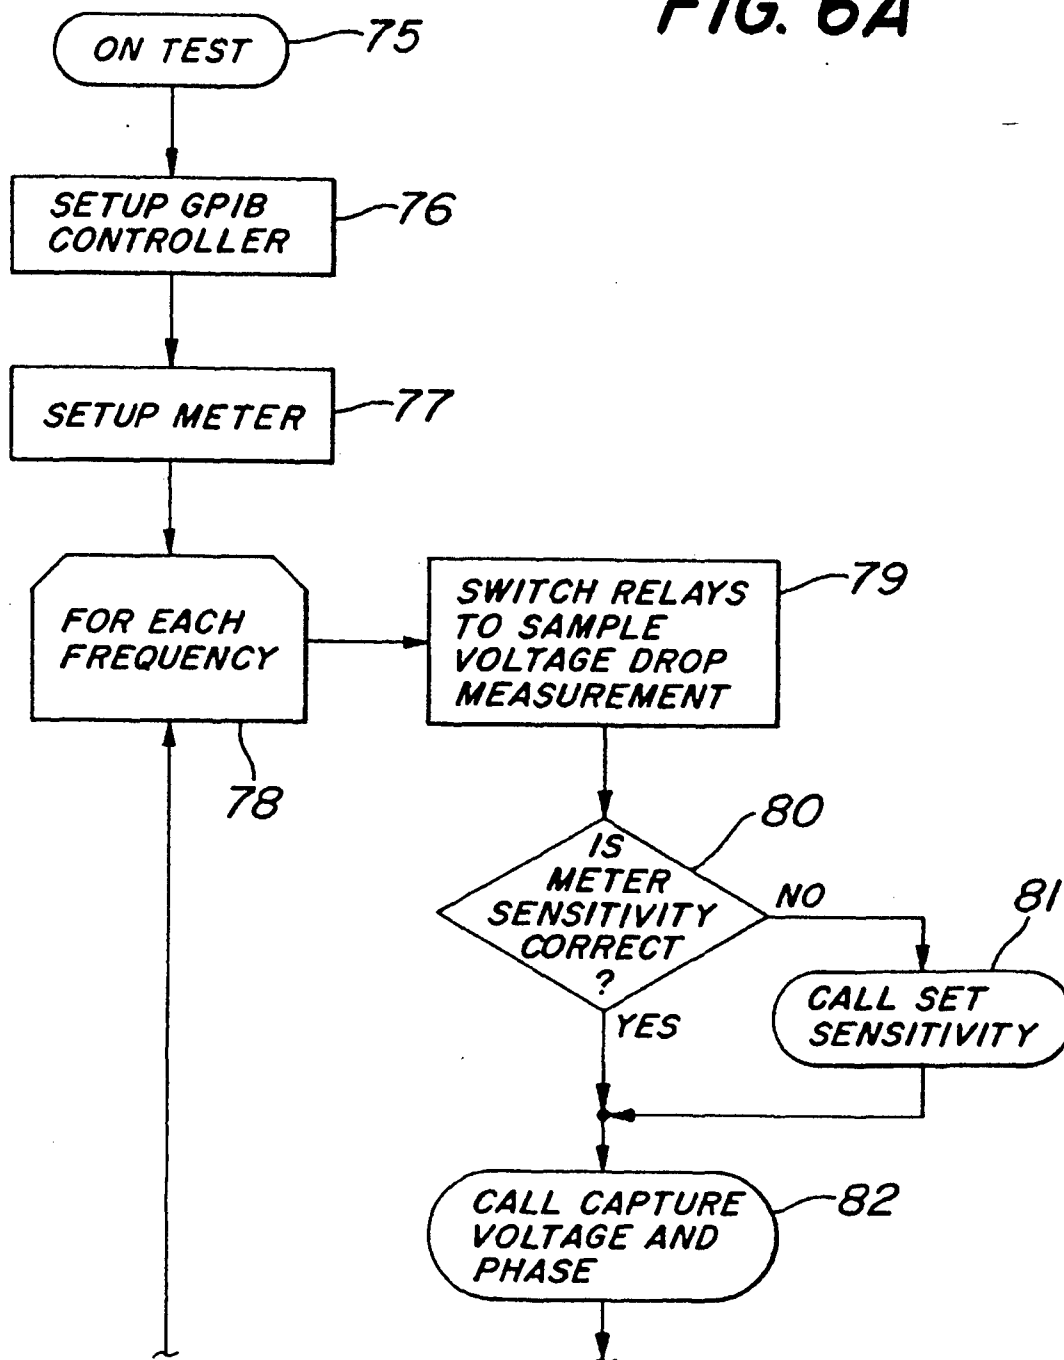 FIG. 6A
ON TEST
75
SETUP GPIB
CONTROLLER
76
SETUP METER
77
FOR EACH
FREQUENCY
78
SWITCH RELAYS
TO SAMPLE
VOLTAGE DROP
MEASUREMENT
79
IS
METER
SENSITIVITY
CORRECT
?
80
NO
81
CALL SET
SENSITIVITY
YES
CALL CAPTURE
VOLTAGE AND
PHASE
82